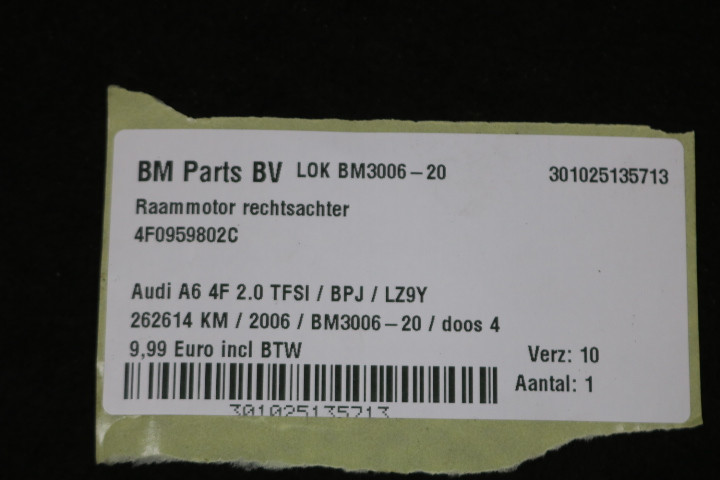 BM Parts BV LOK BM3006-20 301025135713
Raammotor rechtsachter
4F0959802C
Audi A6 4F 2.0 TFSI / BPJ / LZ9Y
262614 KM / 2006 / BM3006-20 / doos 4
9,99 Euro incl BTW Verz: 10
Aantal: 1
301025135713